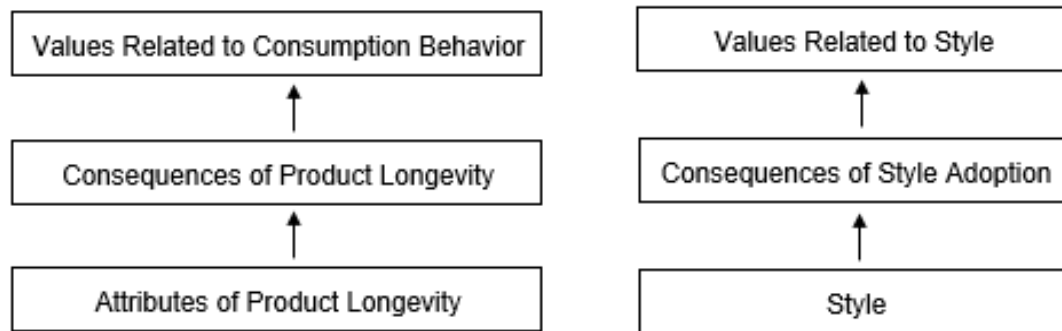 Values Related to Consumption Behavior
Values Related to Style
Consequences of Product Longevity
Consequences of Style Adoption
Attributes of Product Longevity
Style